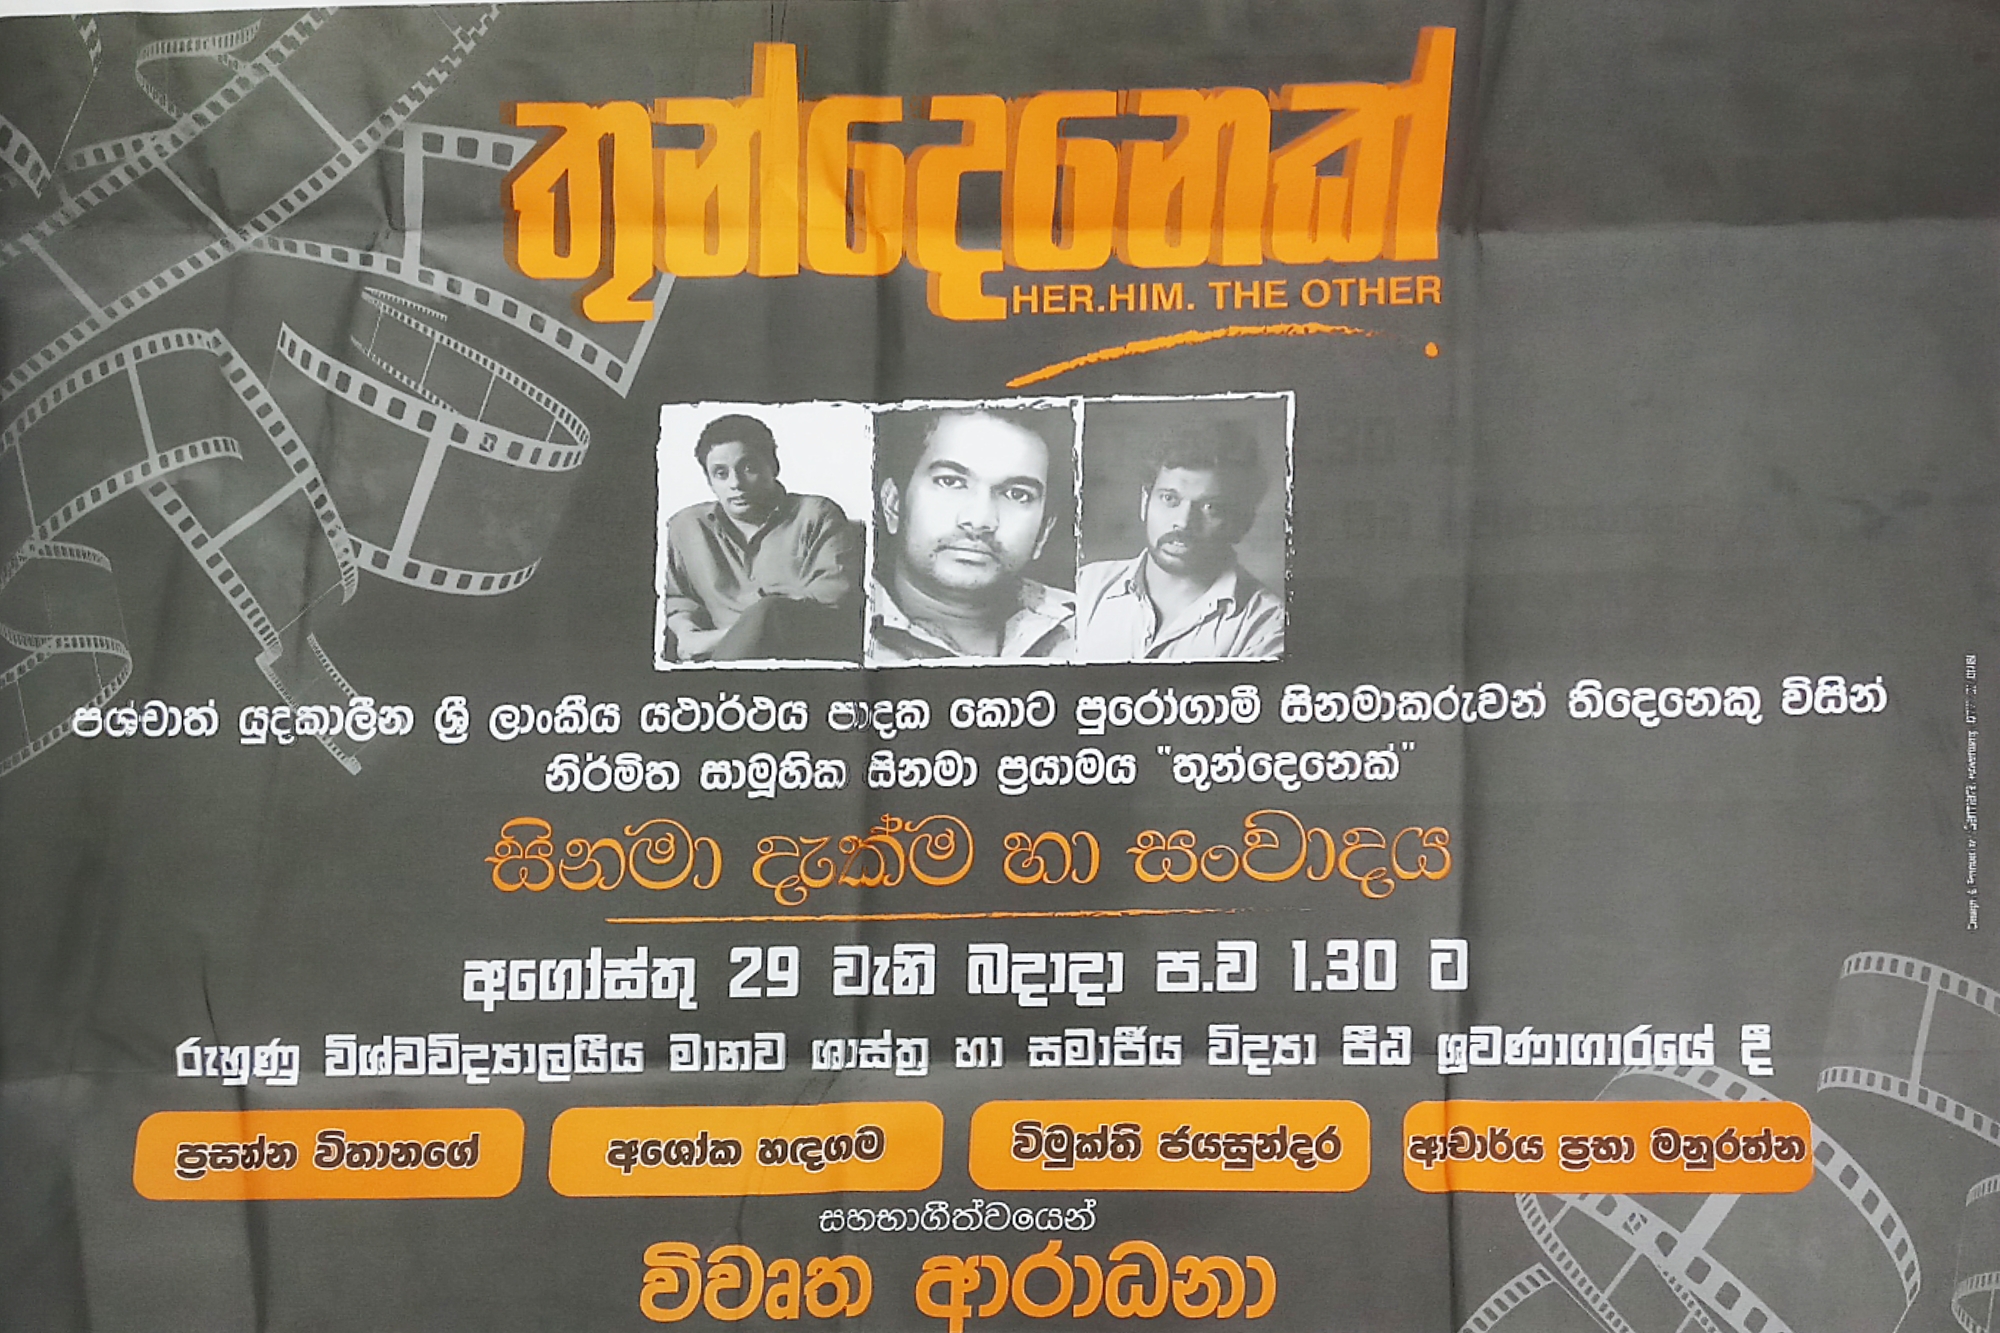 තුන්දෙනෙක්
HER.HIM. THE OTHER
පශ්චාත් යුදකාලීන ශ්‍රී ලාංකීය යථාර්ථය පාදක කොට පුරෝගාමී සිනමාකරුවන් තිදෙනෙකු විසින්
නිර්මිත සාමූහික සිනමා ප්‍රයාමය "තුන්දෙනෙක්"
සිනමා දැක්ම හා සංවාදය
අගෝස්තු 29 වැනි බදාදා ප.ව 1.30 ට
රුහුණු විශ්වවිද්‍යාලයීය මානව ශාස්ත්‍ර හා සමාජීය විද්‍යා පීඨ ශ්‍රවණාගාරයේ දී
ප්‍රසන්න විතානගේ
අශෝක හඳගම
විමුක්ති ජයසුන්දර
ආචාර්ය ප්‍රභා මනුරත්න
සහභාගීත්වයෙන්
විවෘත ආරාධනා